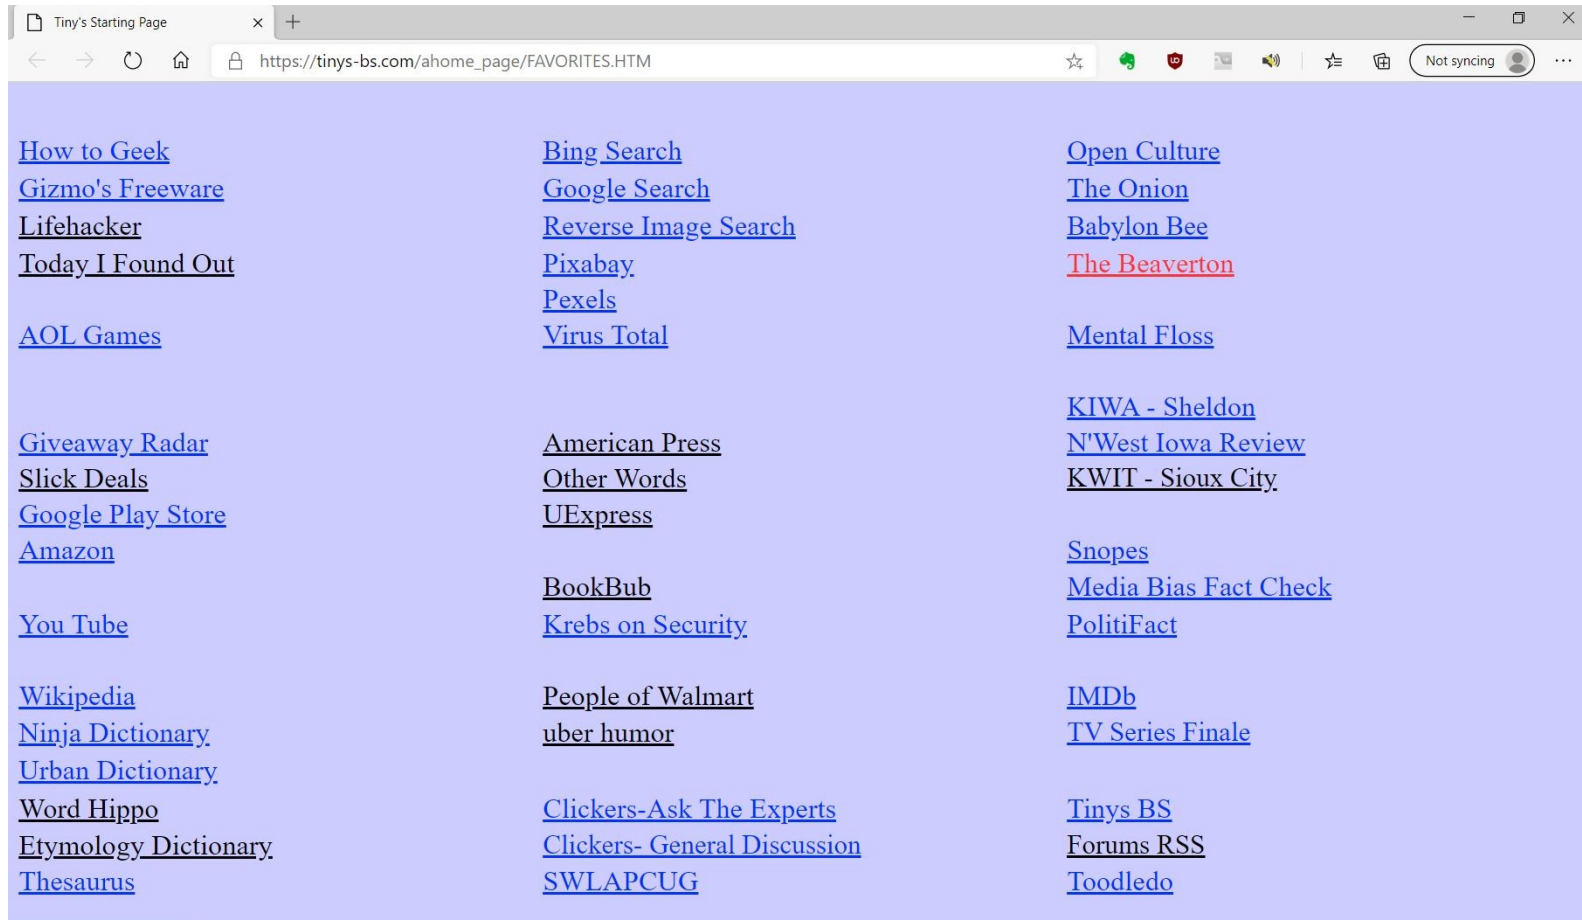 Tiny's Starting Page
https://tinys-bs.com/ahome_page/FAVORITES.HTM
Not syncing
How to Geek
Gizmo's Freeware
Lifehacker
Today I Found Out
AOL Games
Giveaway Radar
Slick Deals
Google Play Store
Amazon
You Tube
Wikipedia
Ninja Dictionary
Urban Dictionary
Word Hippo
Etymology Dictionary
Thesaurus
Bing Search
Google Search
Reverse Image Search
Pixabay
Pexels
Virus Total
American Press
Other Words
UExpress
BookBub
Krebs on Security
People of Walmart
uber humor
Clickers-Ask The Experts
Clickers- General Discussion
SWLAPCUG
Open Culture
The Onion
Babylon Bee
The Beaverton
Mental Floss
KIWA - Sheldon
N'West Iowa Review
KWIT - Sioux City
Snopes
Media Bias Fact Check
PolitiFact
IMDb
TV Series Finale
Tinys BS
Forums RSS
Toodledo